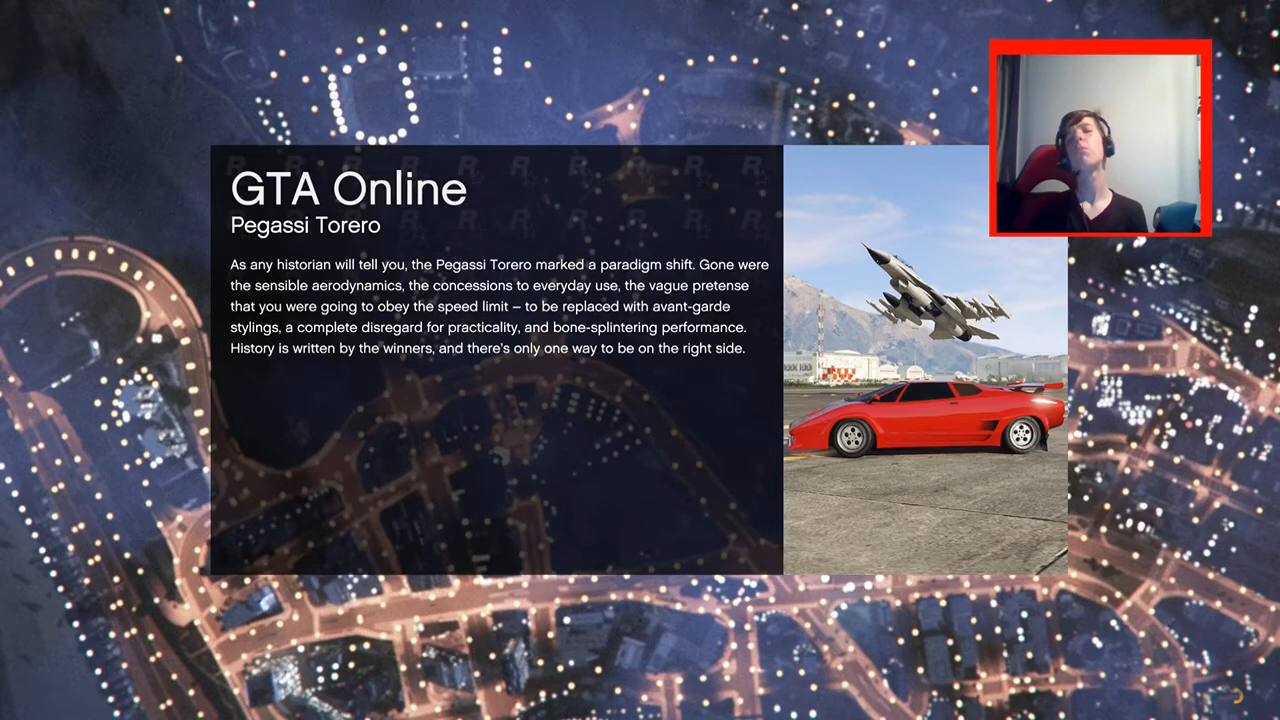 GTA Online
Pegassi Torero
As any historian will tell you, the Pegassi Torero marked a paradigm shift. Gone were
the sensible aerodynamics, the concessions to everyday use, the vague pretense
that you were going to obey the speed limit – to be replaced with avant-garde
stylings, a complete disregard for practicality, and bone-splintering performance.
History is written by the winners, and there's only one way to be on the right side.